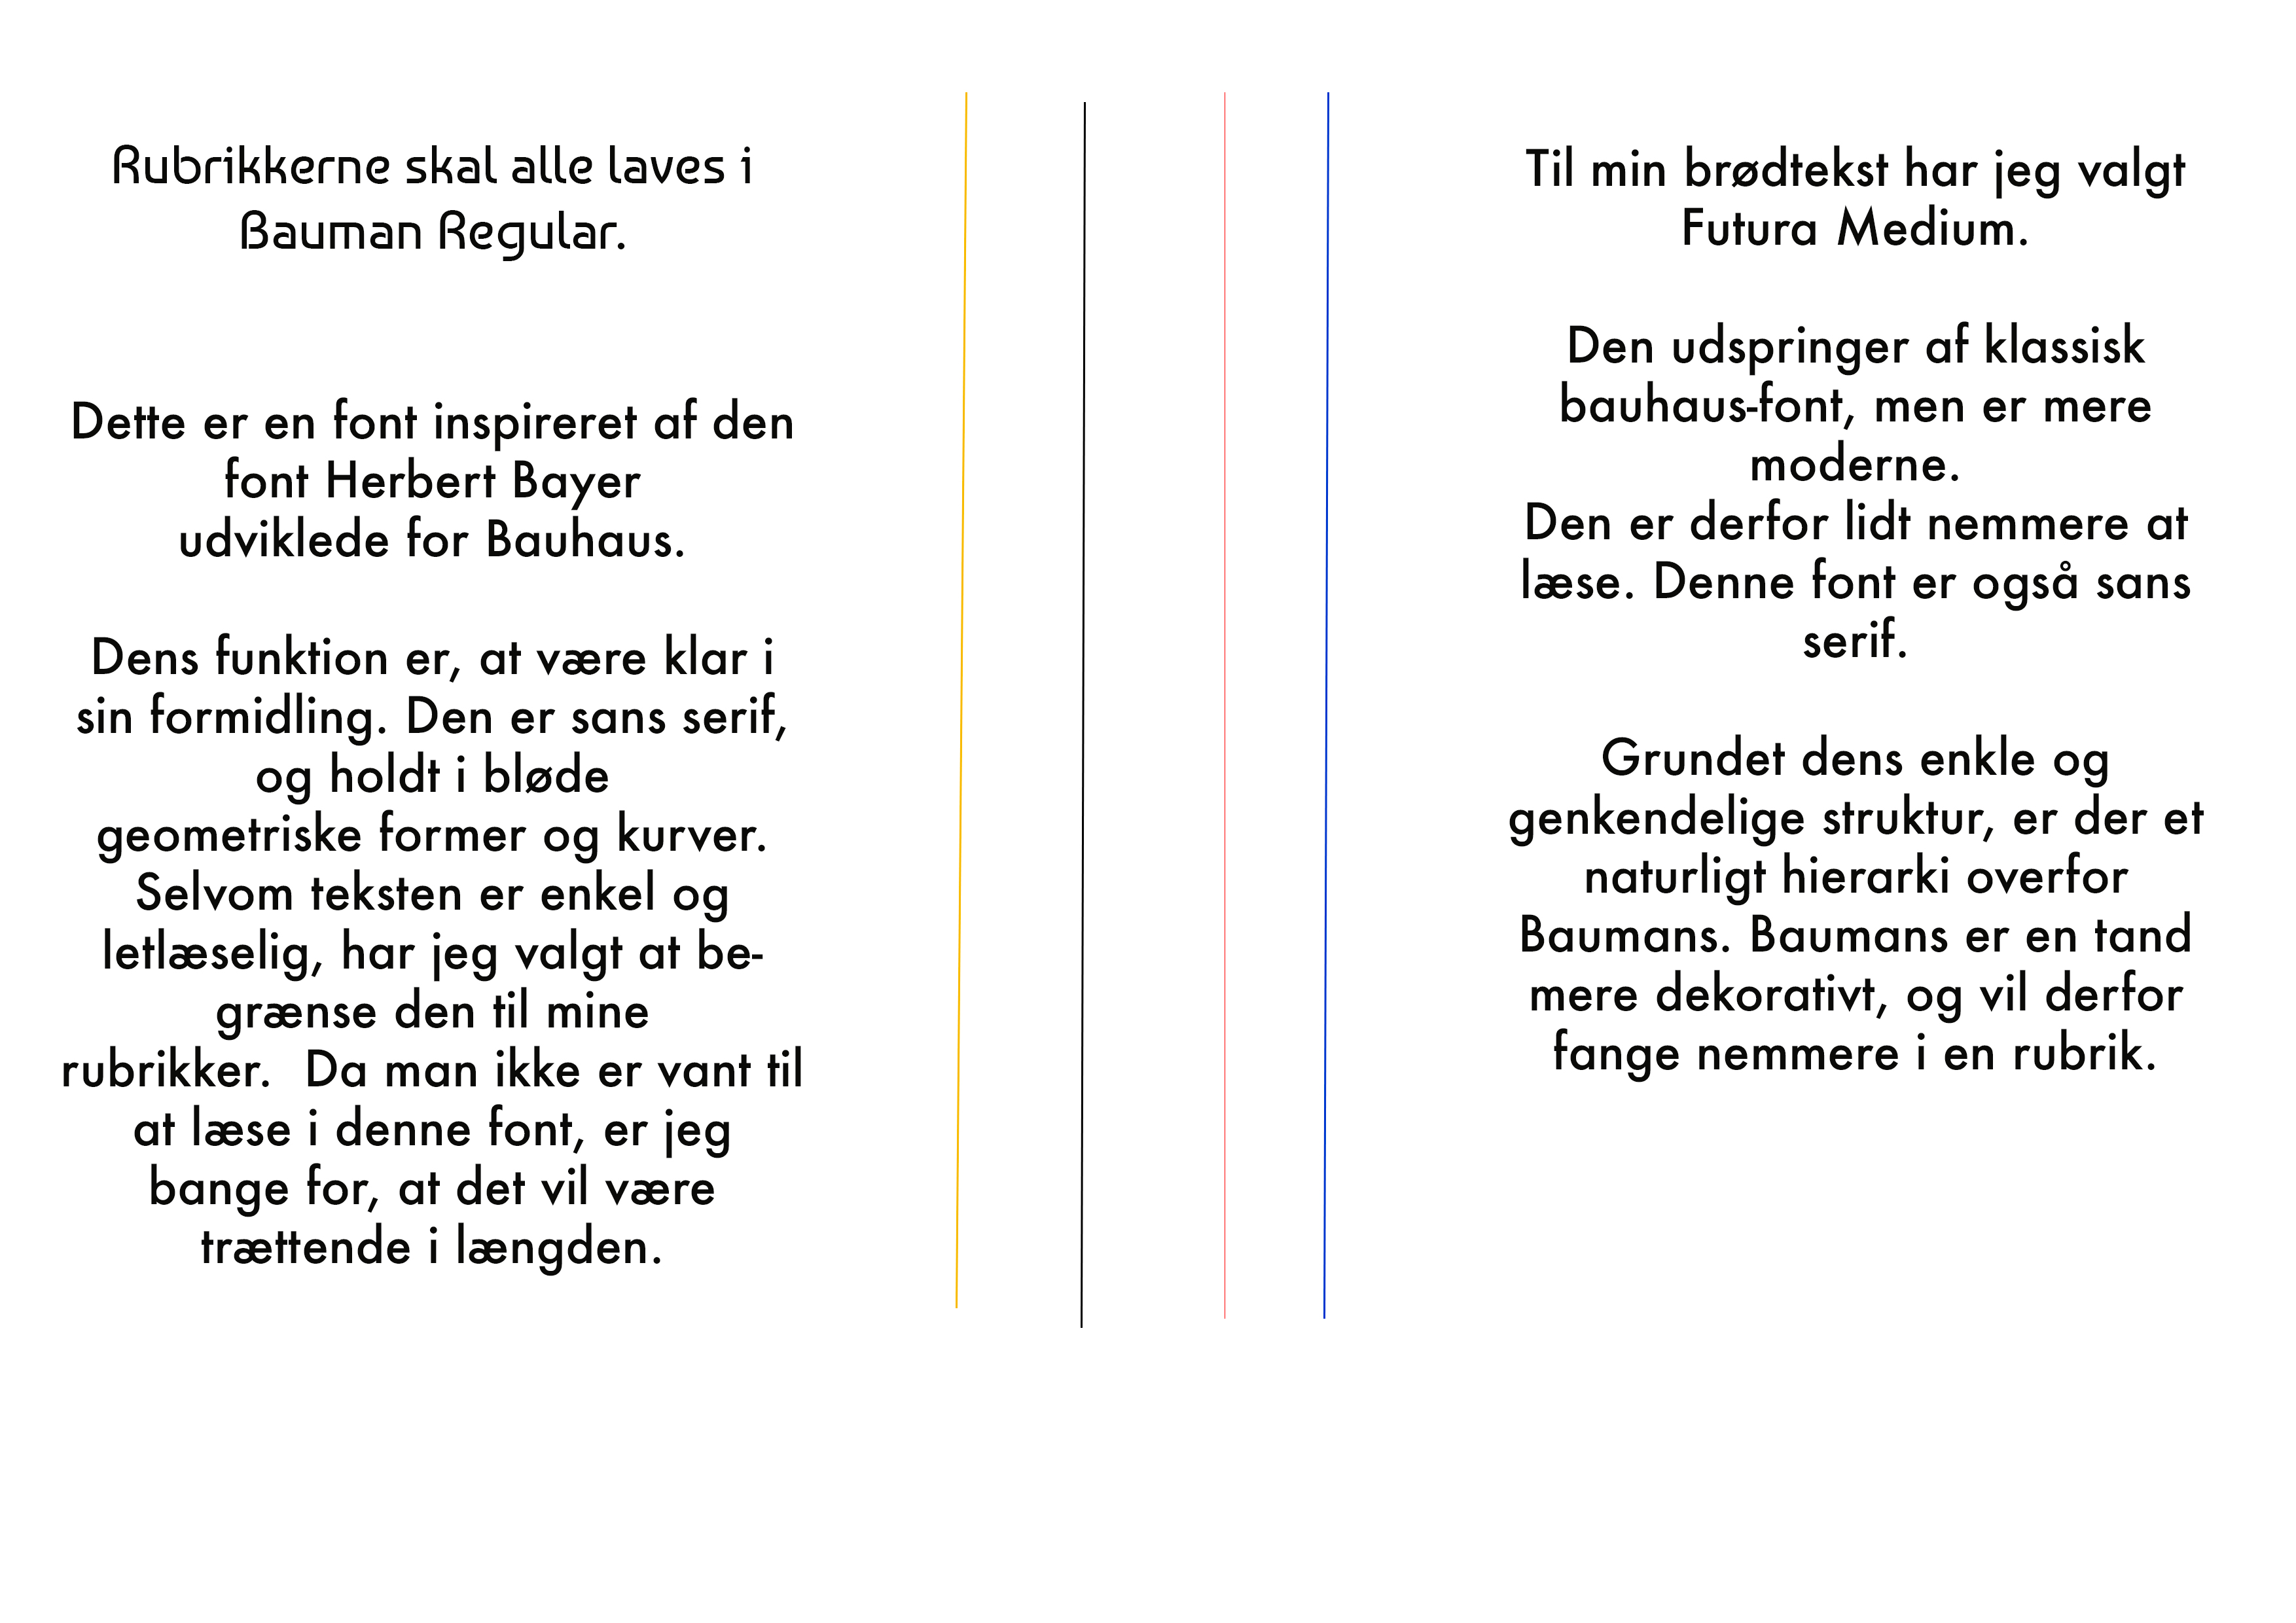 Rubrikkerne skal alle laves i
Bauman Regular.
Dette er en font inspireret af den
font Herbert Bayer
udviklede for Bauhaus.
Dens funktion er, at være klar i
sin formidling. Den er sans serif,
og holdt i bløde
geometriske former og kurver.
Selvom teksten er enkel og
letlæselig, har jeg valgt at be-
grænse den til mine
rubrikker.  Da man ikke er vant til
at læse i denne font, er jeg
bange for, at det vil være
trættende i længden.
Til min brødtekst har jeg valgt
Futura Medium.
Den udspringer af klassisk
bauhaus-font, men er mere
moderne.
Den er derfor lidt nemmere at
læse. Denne font er også sans
serif.
Grundet dens enkle og
genkendelige struktur, er der et
naturligt hierarki overfor
Baumans. Baumans er en tand
mere dekorativt, og vil derfor
fange nemmere i en rubrik.